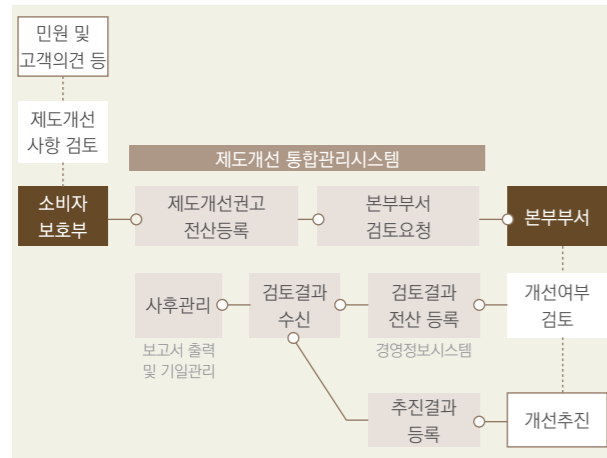 민원 및
고객의견 등
제도개선
사항 검토
제도개선 통합관리시스템
소비자
보호부
제도개선권고
전산등록
본부부서
검토요청
본부부서
사후관리
보고서 출력
및 기일관리
검토결과
수신
검토결과
전산 등록
경영정보시스템
개선여부
검토
추진결과
등록
개선추진